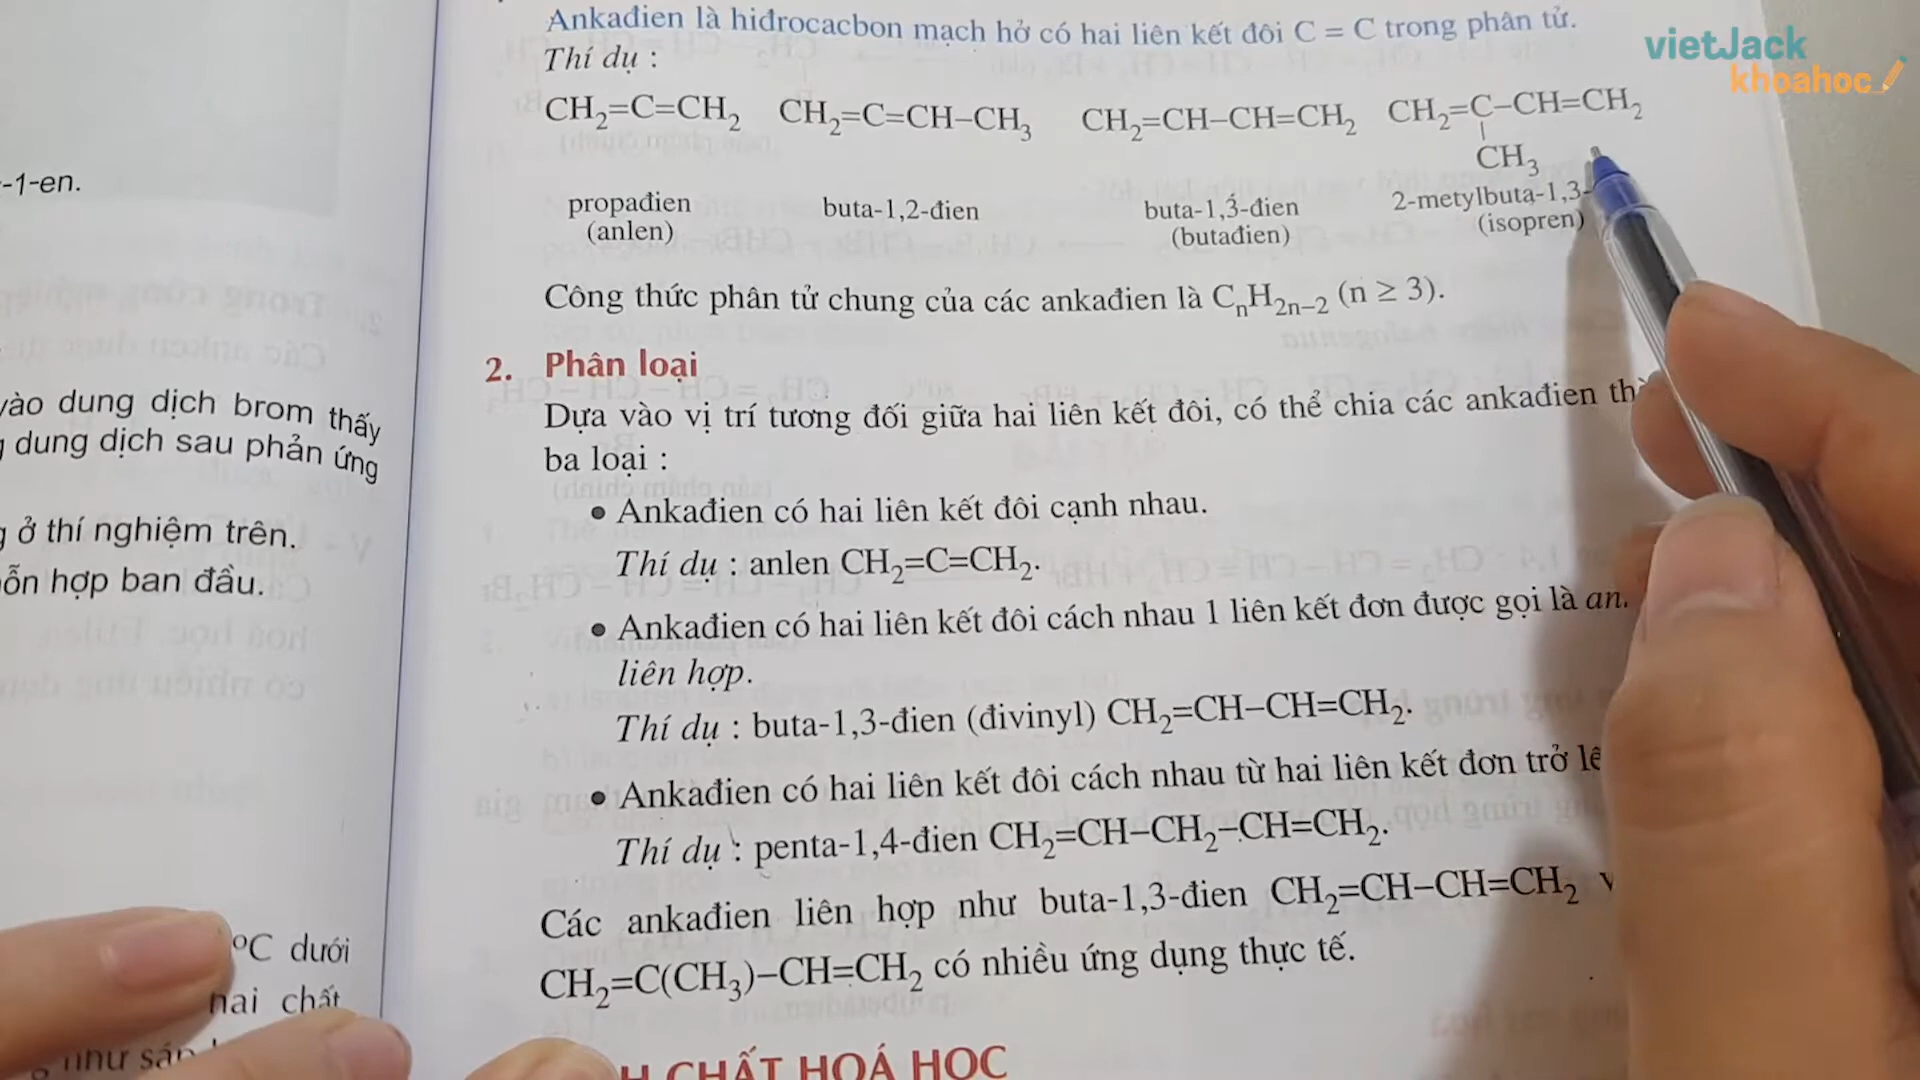 vietJack
khoahoc
-1-en.
vào dung dịch brom thấy
dung dịch sau phản ứng
ở thí nghiệm trên.
hỗn hợp ban đầu.
°C dưới
hai chất
như sáp
Ankađien là hiđrocacbon mạch hở có hai liên kết đôi C = C trong phân tử.
Thí dụ :
CH₂=C=CH₂ CH₂=C=CH–CH₃ CH₂=CH–CH=CH₂ CH₂=C–CH=CH₂
CH₃
propađien buta-1,2-đien buta-1,3-đien 2-metylbuta-1,3-
(anlen) (butađien) (isopren)
Công thức phân tử chung của các ankađien là CₙH₂ₙ₋₂ (n ≥ 3).
2. Phân loại
Dựa vào vị trí tương đối giữa hai liên kết đôi, có thể chia các ankađien th
ba loại :
• Ankađien có hai liên kết đôi cạnh nhau.
Thí dụ : anlen CH₂=C=CH₂.
• Ankađien có hai liên kết đôi cách nhau 1 liên kết đơn được gọi là an
liên hợp.
Thí dụ : buta-1,3-đien (đivinyl) CH₂=CH–CH=CH₂.
• Ankađien có hai liên kết đôi cách nhau từ hai liên kết đơn trở lê
Thí dụ : penta-1,4-đien CH₂=CH–CH₂–CH=CH₂.
Các ankađien liên hợp như buta-1,3-đien CH₂=CH–CH=CH₂ v
CH₂=C(CH₃)–CH=CH₂ có nhiều ứng dụng thực tế.
H CHẤT HOÁ HỌC